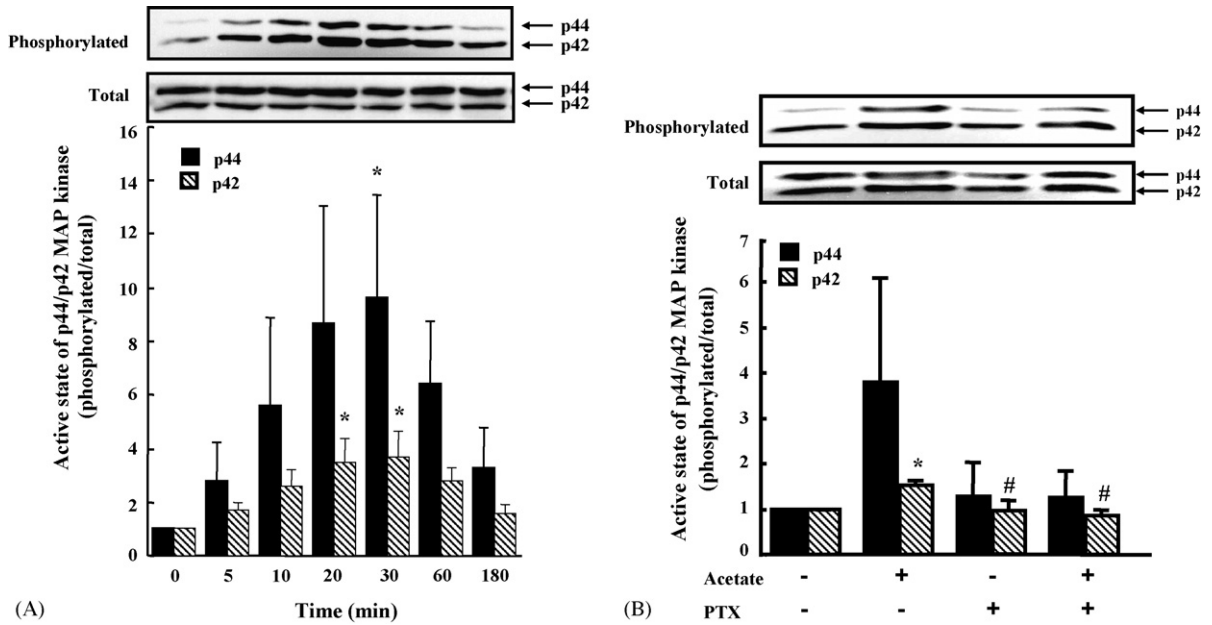 Phosphorylated
p44
p42
Total
p44
p42
Active state of p44/p42 MAP kinase
(phosphorylated/total)
16
14
12
10
8
6
4
2
0
p44
p42
*
*
*
0 5 10 20 30 60 180
Time (min)
(A)
Phosphorylated
p44
p42
Total
p44
p42
Active state of p44/p42 MAP kinase
(phosphorylated/total)
7
6
5
4
3
2
1
0
p44
p42
*
#
#
Acetate - + - +
PTX - - + +
(B)